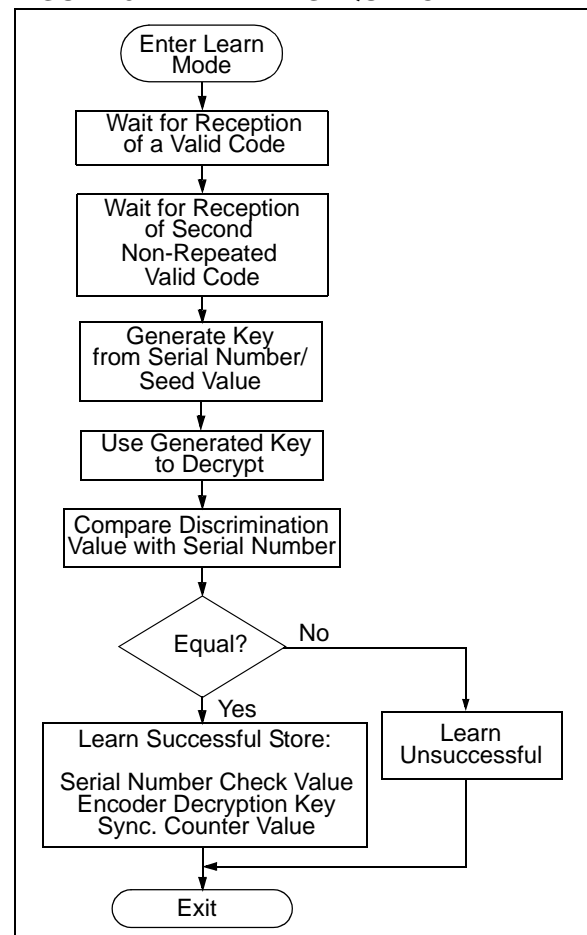 Enter Learn
Mode
Wait for Reception
of a Valid Code
Wait for Reception
of Second
Non-Repeated
Valid Code
Generate Key
from Serial Number/
Seed Value
Use Generated Key
to Decrypt
Compare Discrimination
Value with Serial Number
Equal?
No
Yes
Learn Successful Store:
Serial Number Check Value
Encoder Decryption Key
Sync. Counter Value
Learn
Unsuccessful
Exit